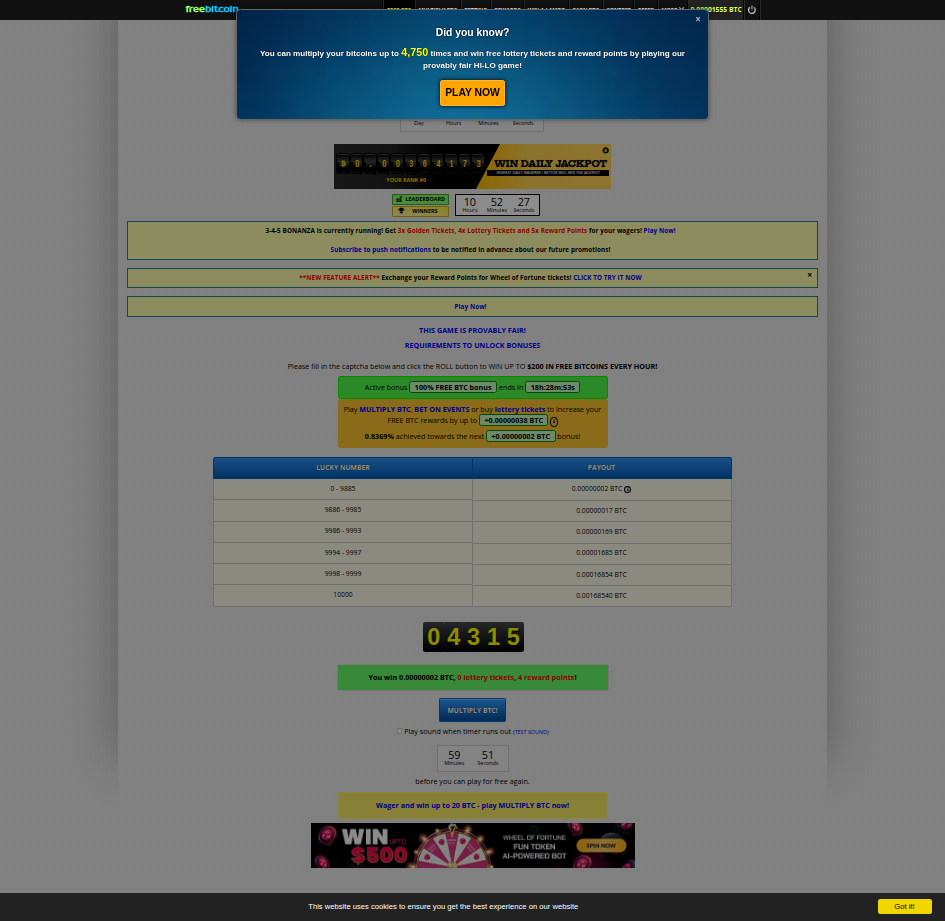 freebitcoin
0.00001555 BTC
×
Did you know?
You can multiply your bitcoins up to 4,750 times and win free lottery tickets and reward points by playing our
provably fair HI-LO game!
PLAY NOW
Day Hours Minutes Seconds
WIN DAILY JACKPOT
HIGHEST DAILY WAGERER / BETTOR WILL WIN THE JACKPOT
YOUR RANK #0
LEADERBOARD
WINNERS
10 52 27
Hours Minutes Seconds
3-4-5 BONANZA is currently running! Get 3x Golden Tickets, 4x Lottery Tickets and 5x Reward Points for your wagers! Play Now!
Subscribe to push notifications to be notified in advance about our future promotions!
**NEW FEATURE ALERT** Exchange your Reward Points for Wheel of Fortune tickets! CLICK TO TRY IT NOW
×
Play Now!
THIS GAME IS PROVABLY FAIR!
REQUIREMENTS TO UNLOCK BONUSES
Please fill in the captcha below and click the ROLL button to WIN UP TO $200 IN FREE BITCOINS EVERY HOUR!
Active bonus 100% FREE BTC bonus ends in 18h:28m:53s
Play MULTIPLY BTC, BET ON EVENTS or buy lottery tickets to increase your
FREE BTC rewards by up to +0.00000038 BTC
0.8369% achieved towards the next +0.00000002 BTC bonus!
LUCKY NUMBER PAYOUT
0 - 9885 0.00000002 BTC
9886 - 9985 0.00000017 BTC
9986 - 9993 0.00000169 BTC
9994 - 9997 0.00001685 BTC
9998 - 9999 0.00016854 BTC
10000 0.00168540 BTC
04315
You win 0.00000002 BTC, 0 lottery tickets, 4 reward points!
MULTIPLY BTC!
Play sound when timer runs out (TEST SOUND)
59 51
Minutes Seconds
before you can play for free again.
Wager and win up to 20 BTC - play MULTIPLY BTC now!
WIN UPTO
$500
WHEEL OF FORTUNE
FUN TOKEN
AI-POWERED BOT
SPIN NOW
This website uses cookies to ensure you get the best experience on our website
Got it!